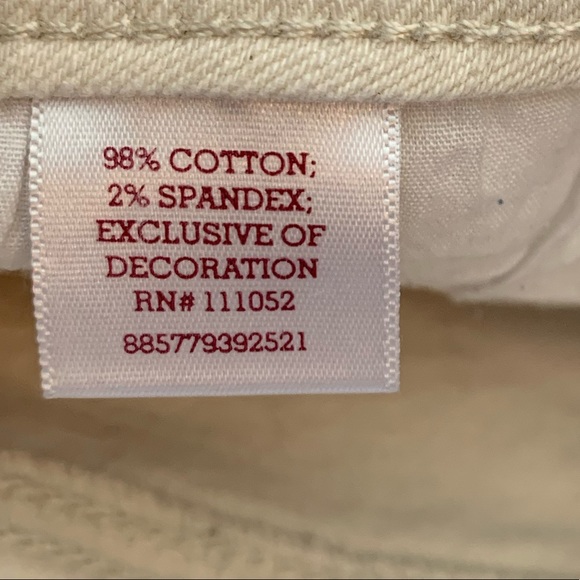 98% COTTON;
2% SPANDEX;
EXCLUSIVE OF
DECORATION
RN# 111052
885779392521